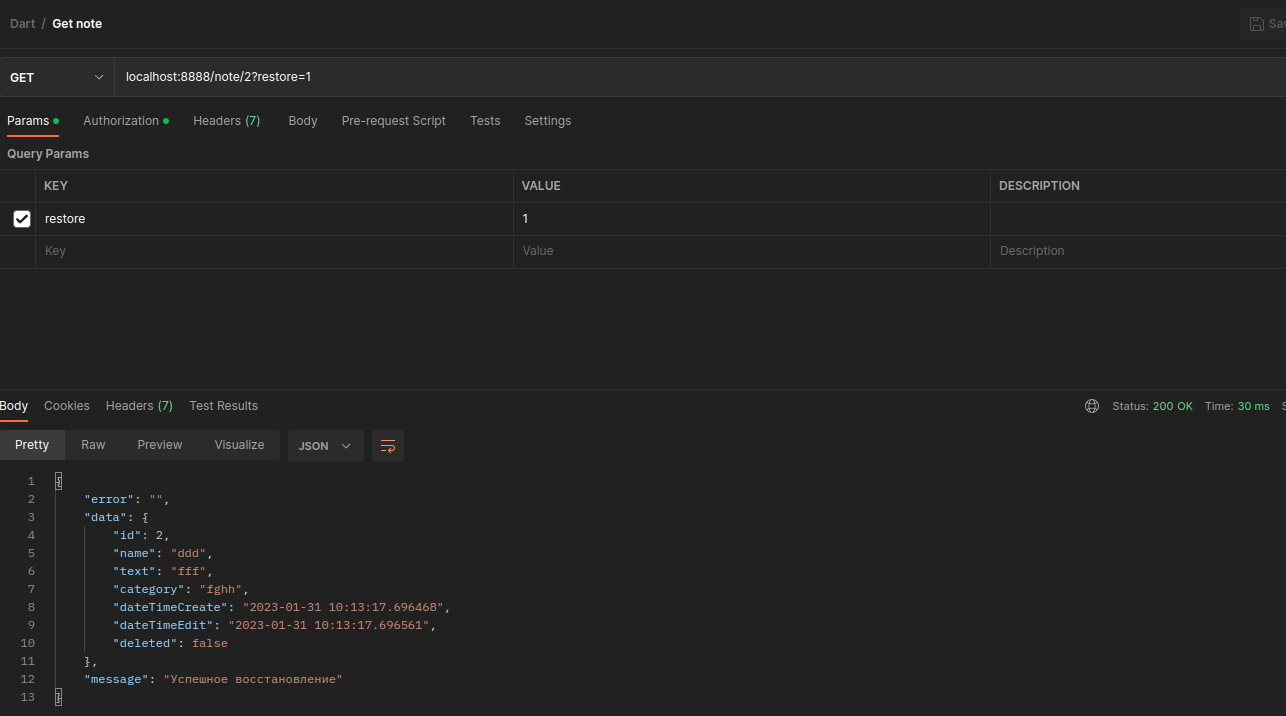 Dart / Get note
GET localhost:8888/note/2?restore=1
Params Authorization Headers (7) Body Pre-request Script Tests Settings
Query Params
KEY VALUE DESCRIPTION
restore 1
Key Value Description
Body Cookies Headers (7) Test Results Status: 200 OK Time: 30 ms
Pretty Raw Preview Visualize JSON
1 {
2 "error": "",
3 "data": {
4 "id": 2,
5 "name": "ddd",
6 "text": "fff",
7 "category": "fghh",
8 "dateTimeCreate": "2023-01-31 10:13:17.696468",
9 "dateTimeEdit": "2023-01-31 10:13:17.696561",
10 "deleted": false
11 },
12 "message": "Успешное восстановление"
13 }